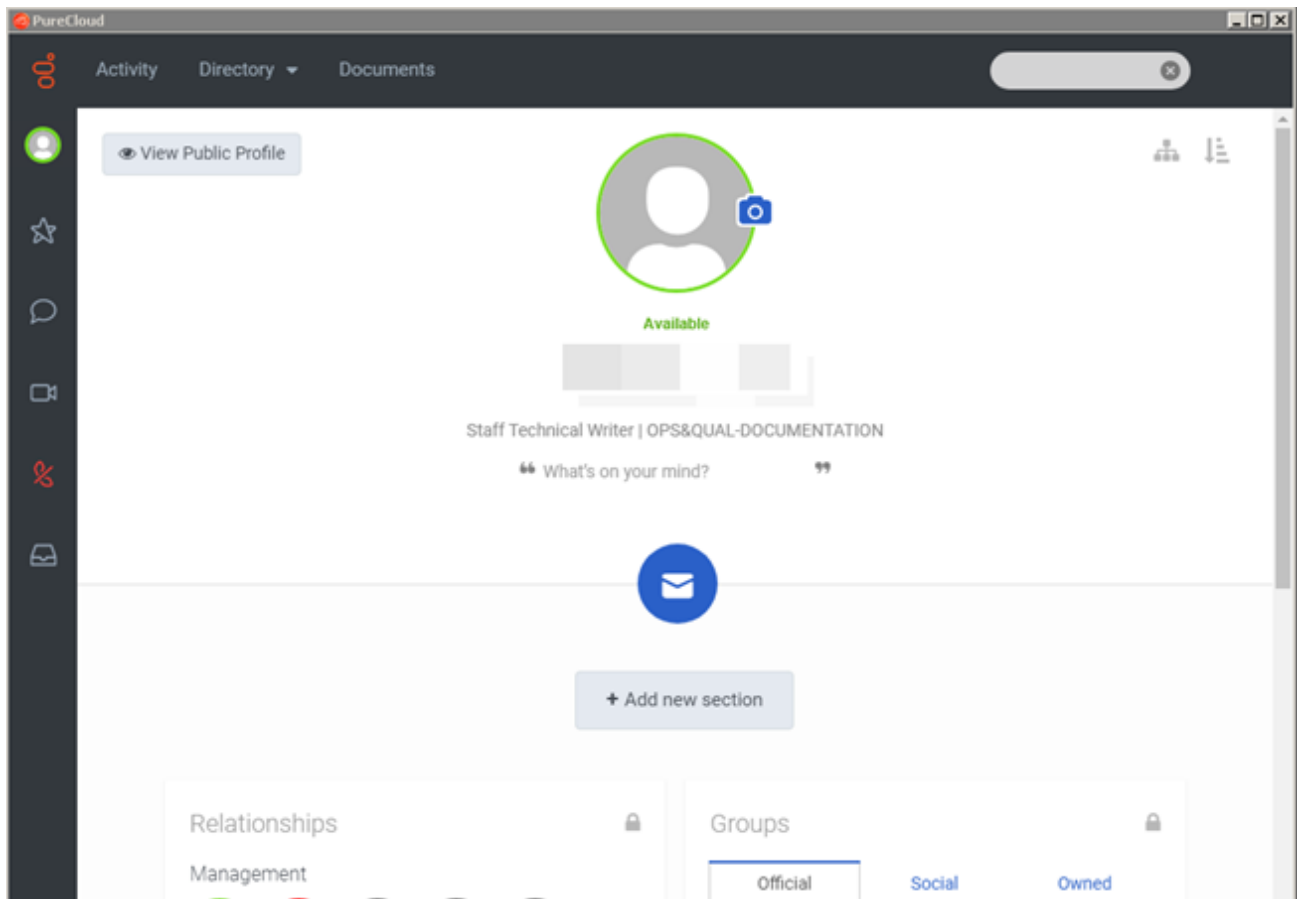 PureCloud
Activity Directory Documents
View Public Profile
Available
Staff Technical Writer | OPS&QUAL-DOCUMENTATION
❝ What's on your mind? ❞
+ Add new section
Relationships
Groups
Management
Official Social Owned